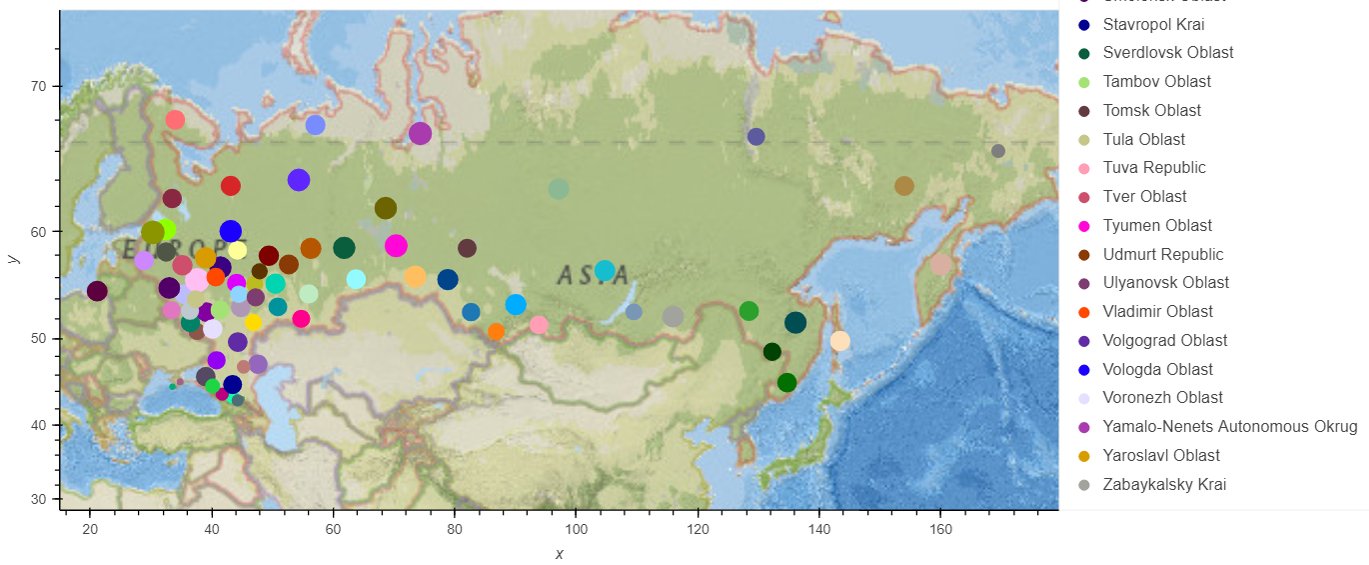 Stavropol Krai
Sverdlovsk Oblast
Tambov Oblast
Tomsk Oblast
Tula Oblast
Tuva Republic
Tver Oblast
Tyumen Oblast
Udmurt Republic
Ulyanovsk Oblast
Vladimir Oblast
Volgograd Oblast
Vologda Oblast
Voronezh Oblast
Yamalo-Nenets Autonomous Okrug
Yaroslavl Oblast
Zabaykalsky Krai
70
60
50
40
30
y
EUROPE
ASIA
20 40 60 80 100 120 140 160
x